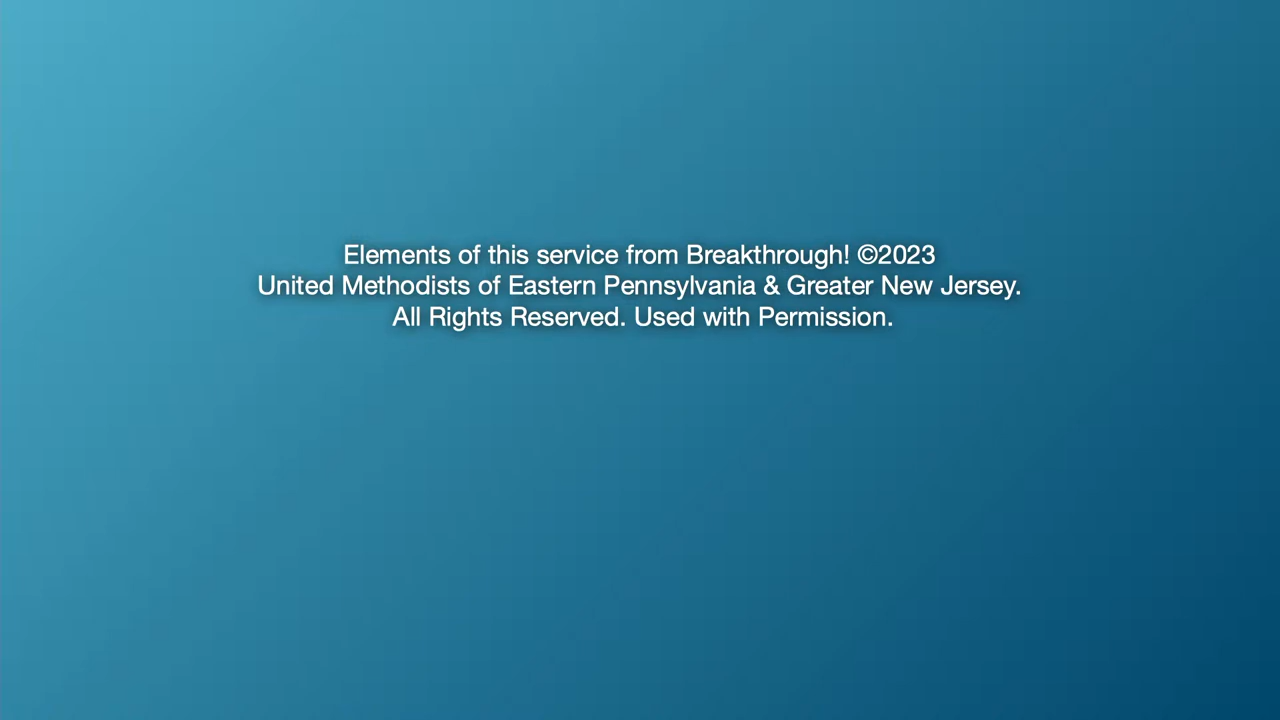 Elements of this service from Breakthrough! ©2023
United Methodists of Eastern Pennsylvania & Greater New Jersey.
All Rights Reserved. Used with Permission.